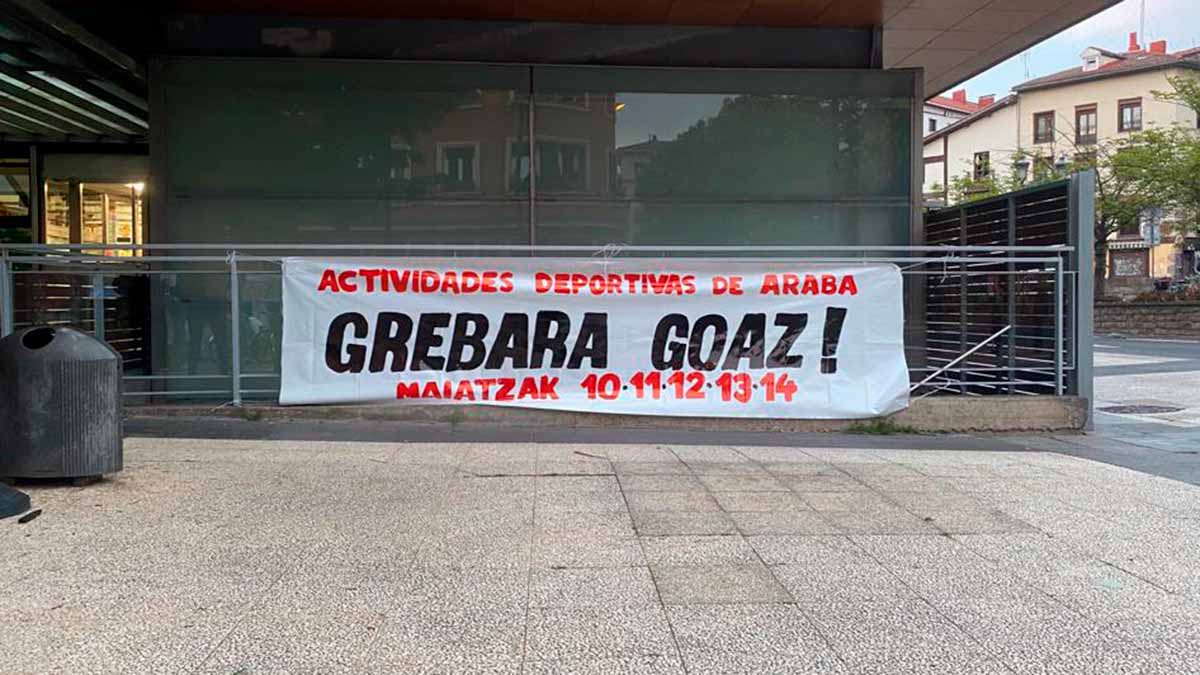 ACTIVIDADES DEPORTIVAS DE ARABA
GREBARA GOAZ!
MAIATZAK 10·11·12·13·14